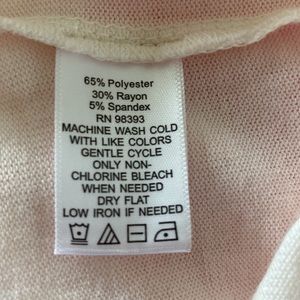 65% Polyester
30% Rayon
5% Spandex
RN 98393
MACHINE WASH COLD
WITH LIKE COLORS
GENTLE CYCLE
ONLY NON-
CHLORINE BLEACH
WHEN NEEDED
DRY FLAT
LOW IRON IF NEEDED